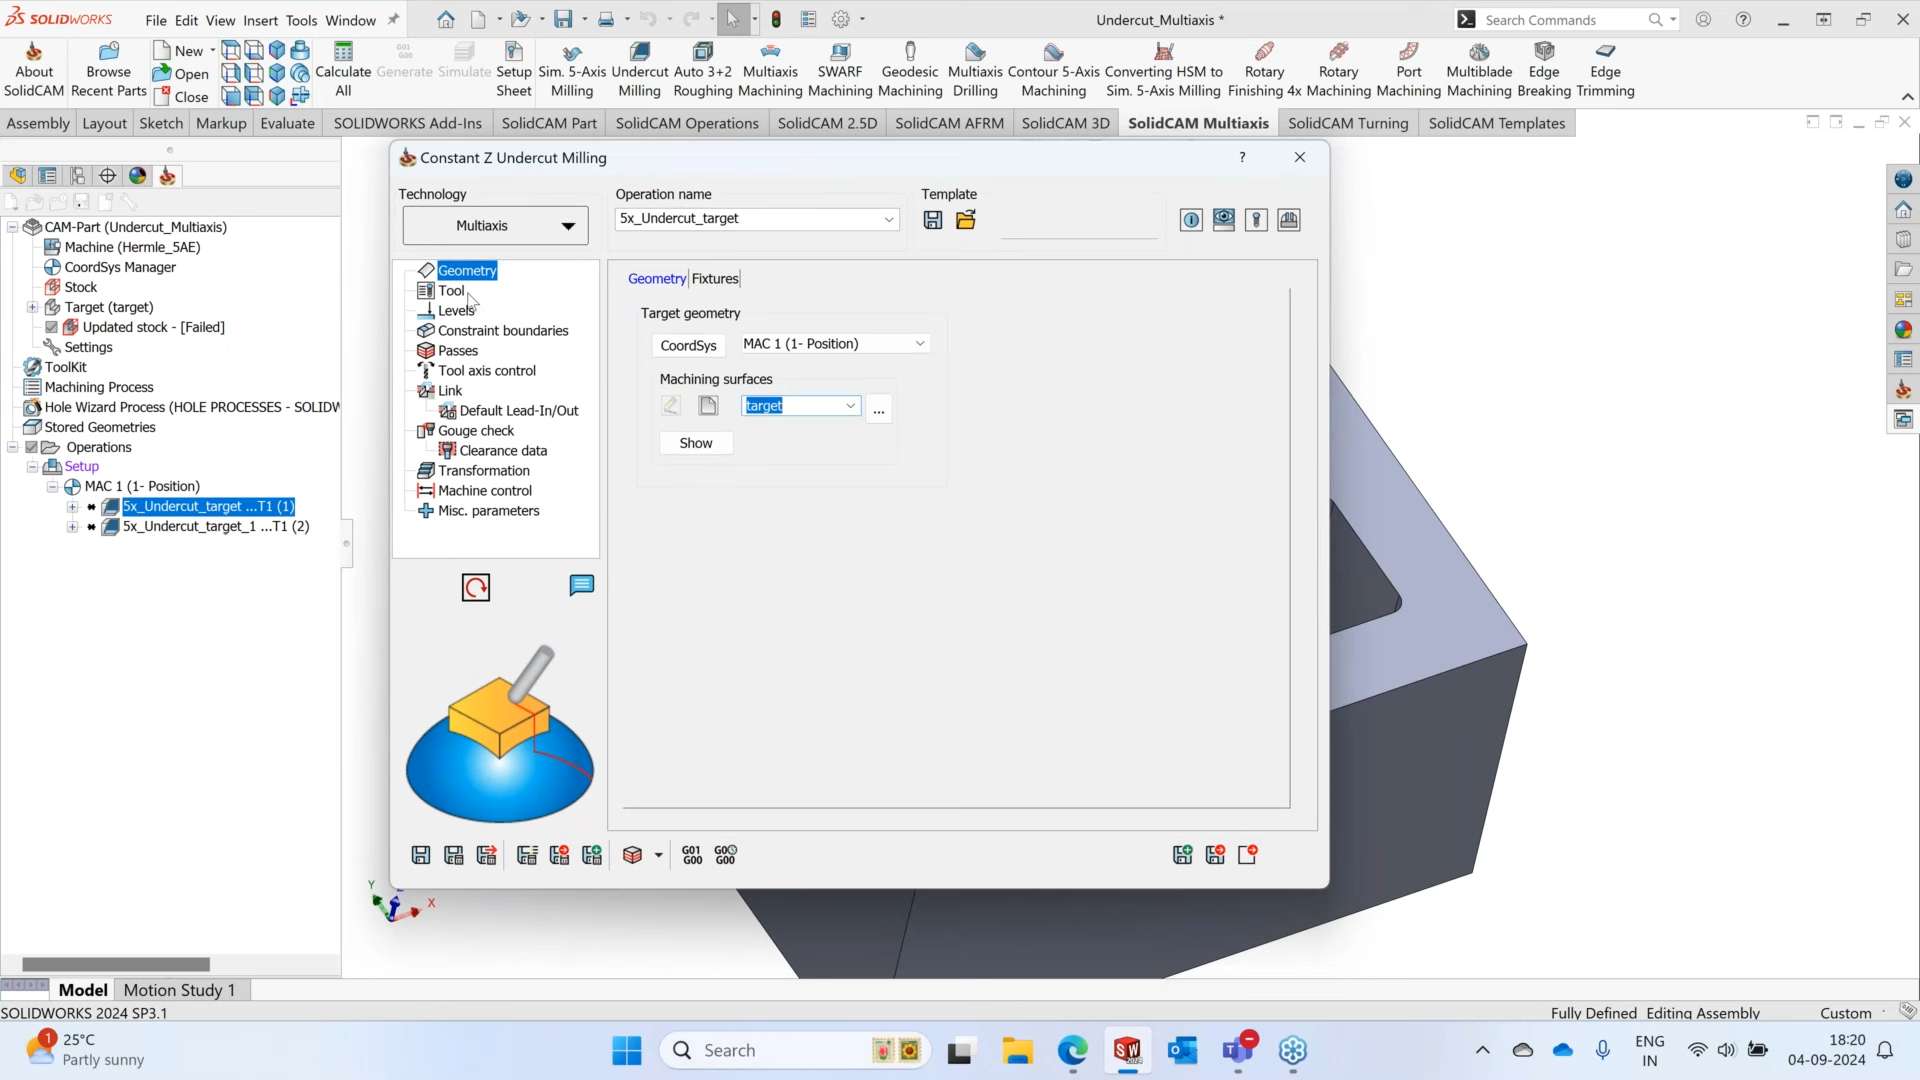 SOLIDWORKS File Edit View Insert Tools Window Undercut_Multiaxis * Search Commands
About SolidCAM
Browse Recent Parts
New
Open
Close
Calculate All
G01
G00
Generate
Simulate
Setup Sheet
Sim. 5-Axis Milling
Undercut Milling
Auto 3+2 Roughing
Multiaxis Machining
SWARF Machining
Geodesic Machining
Multiaxis Drilling
Contour 5-Axis Machining
Converting HSM to Sim. 5-Axis Milling
Rotary Finishing 4x
Rotary Machining
Port Machining
Multiblade Machining
Edge Breaking
Edge Trimming
Assembly Layout Sketch Markup Evaluate SOLIDWORKS Add-Ins SolidCAM Part SolidCAM Operations SolidCAM 2.5D SolidCAM AFRM SolidCAM 3D SolidCAM Multiaxis SolidCAM Turning SolidCAM Templates
CAM-Part (Undercut_Multiaxis)
Machine (Hermle_5AE)
CoordSys Manager
Stock
Target (target)
Updated stock - [Failed]
Settings
ToolKit
Machining Process
Hole Wizard Process (HOLE PROCESSES - SOLIDW
Stored Geometries
Operations
Setup
MAC 1 (1- Position)
5x_Undercut_target ...T1 (1)
5x_Undercut_target_1 ...T1 (2)
Constant Z Undercut Milling ?
Technology
Multiaxis
Operation name
5x_Undercut_target
Template
Geometry
Tool
Levels
Constraint boundaries
Passes
Tool axis control
Link
Default Lead-In/Out
Gouge check
Clearance data
Transformation
Machine control
Misc. parameters
Geometry Fixtures
Target geometry
CoordSys MAC 1 (1- Position)
Machining surfaces
target ...
Show
G01
G00
G0
G00
Y
X
Model Motion Study 1
SOLIDWORKS 2024 SP3.1 Fully Defined Editing Assembly Custom
1
25°C
Partly sunny
Search
SW
2024
ENG
IN
18:20
04-09-2024